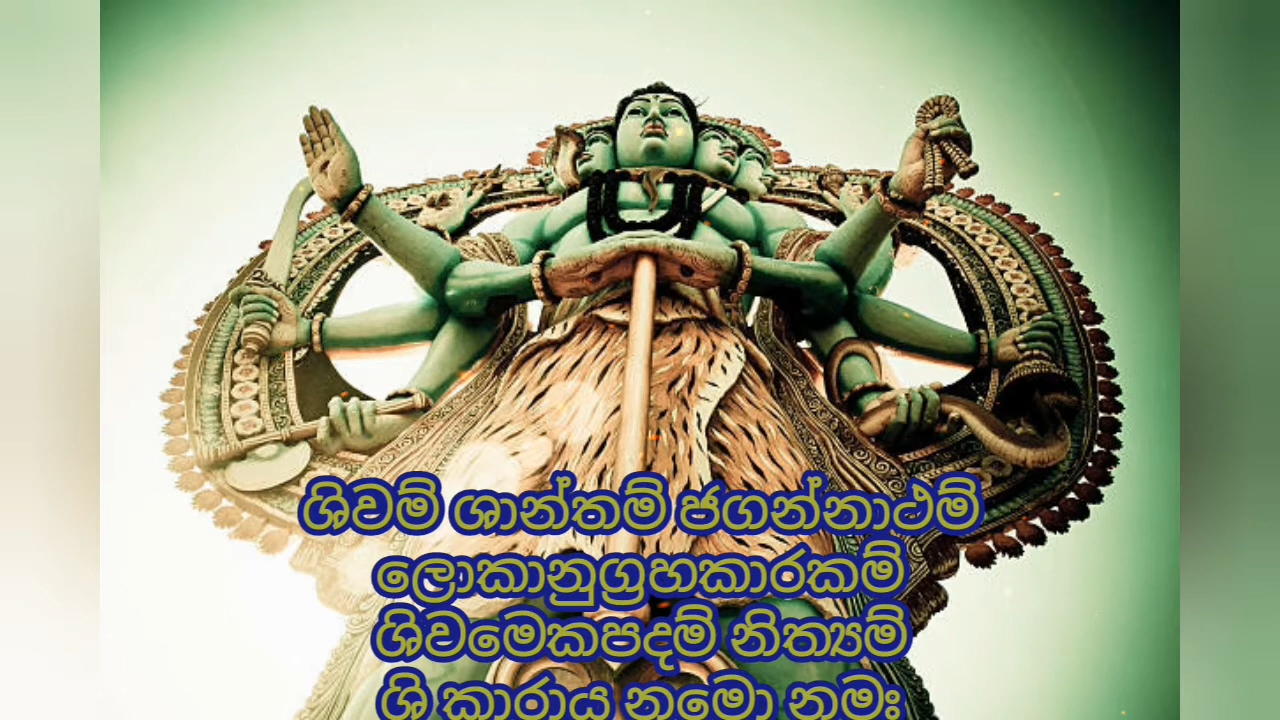 ශිවම් ශාන්තම් ජගන්නාථම්
ලොකානුග්‍රහකාරකම්
ශිවමෙකපදම් නිත්‍යම්
ශි කාරාය නමො නමඃ